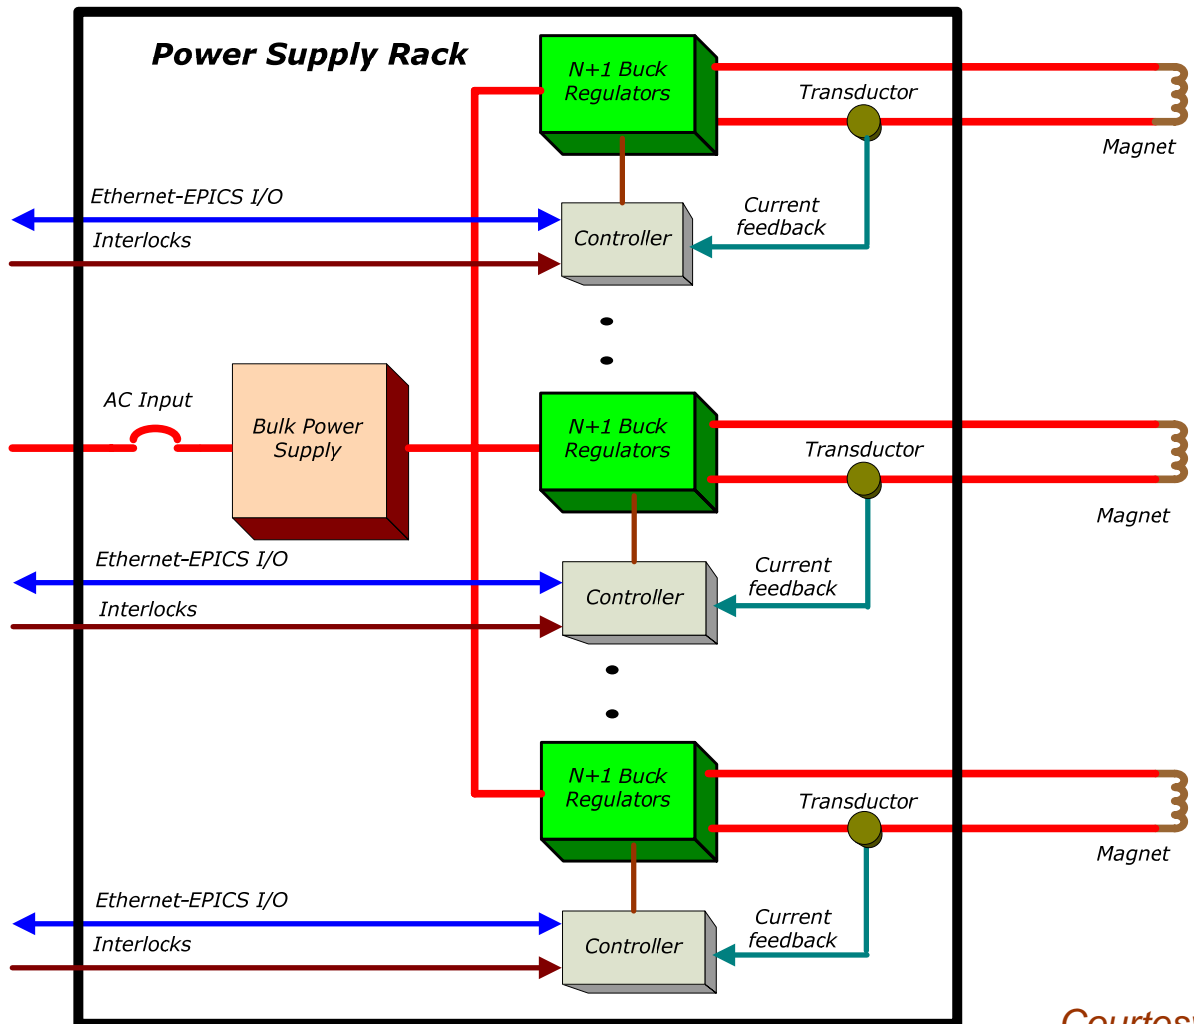 Power Supply Rack
N+1 Buck
Regulators
Transductor
Magnet
Ethernet-EPICS I/O
Interlocks
Controller
Current
feedback
AC Input
Bulk Power
Supply
N+1 Buck
Regulators
Transductor
Magnet
Ethernet-EPICS I/O
Interlocks
Controller
Current
feedback
N+1 Buck
Regulators
Transductor
Magnet
Ethernet-EPICS I/O
Interlocks
Controller
Current
feedback